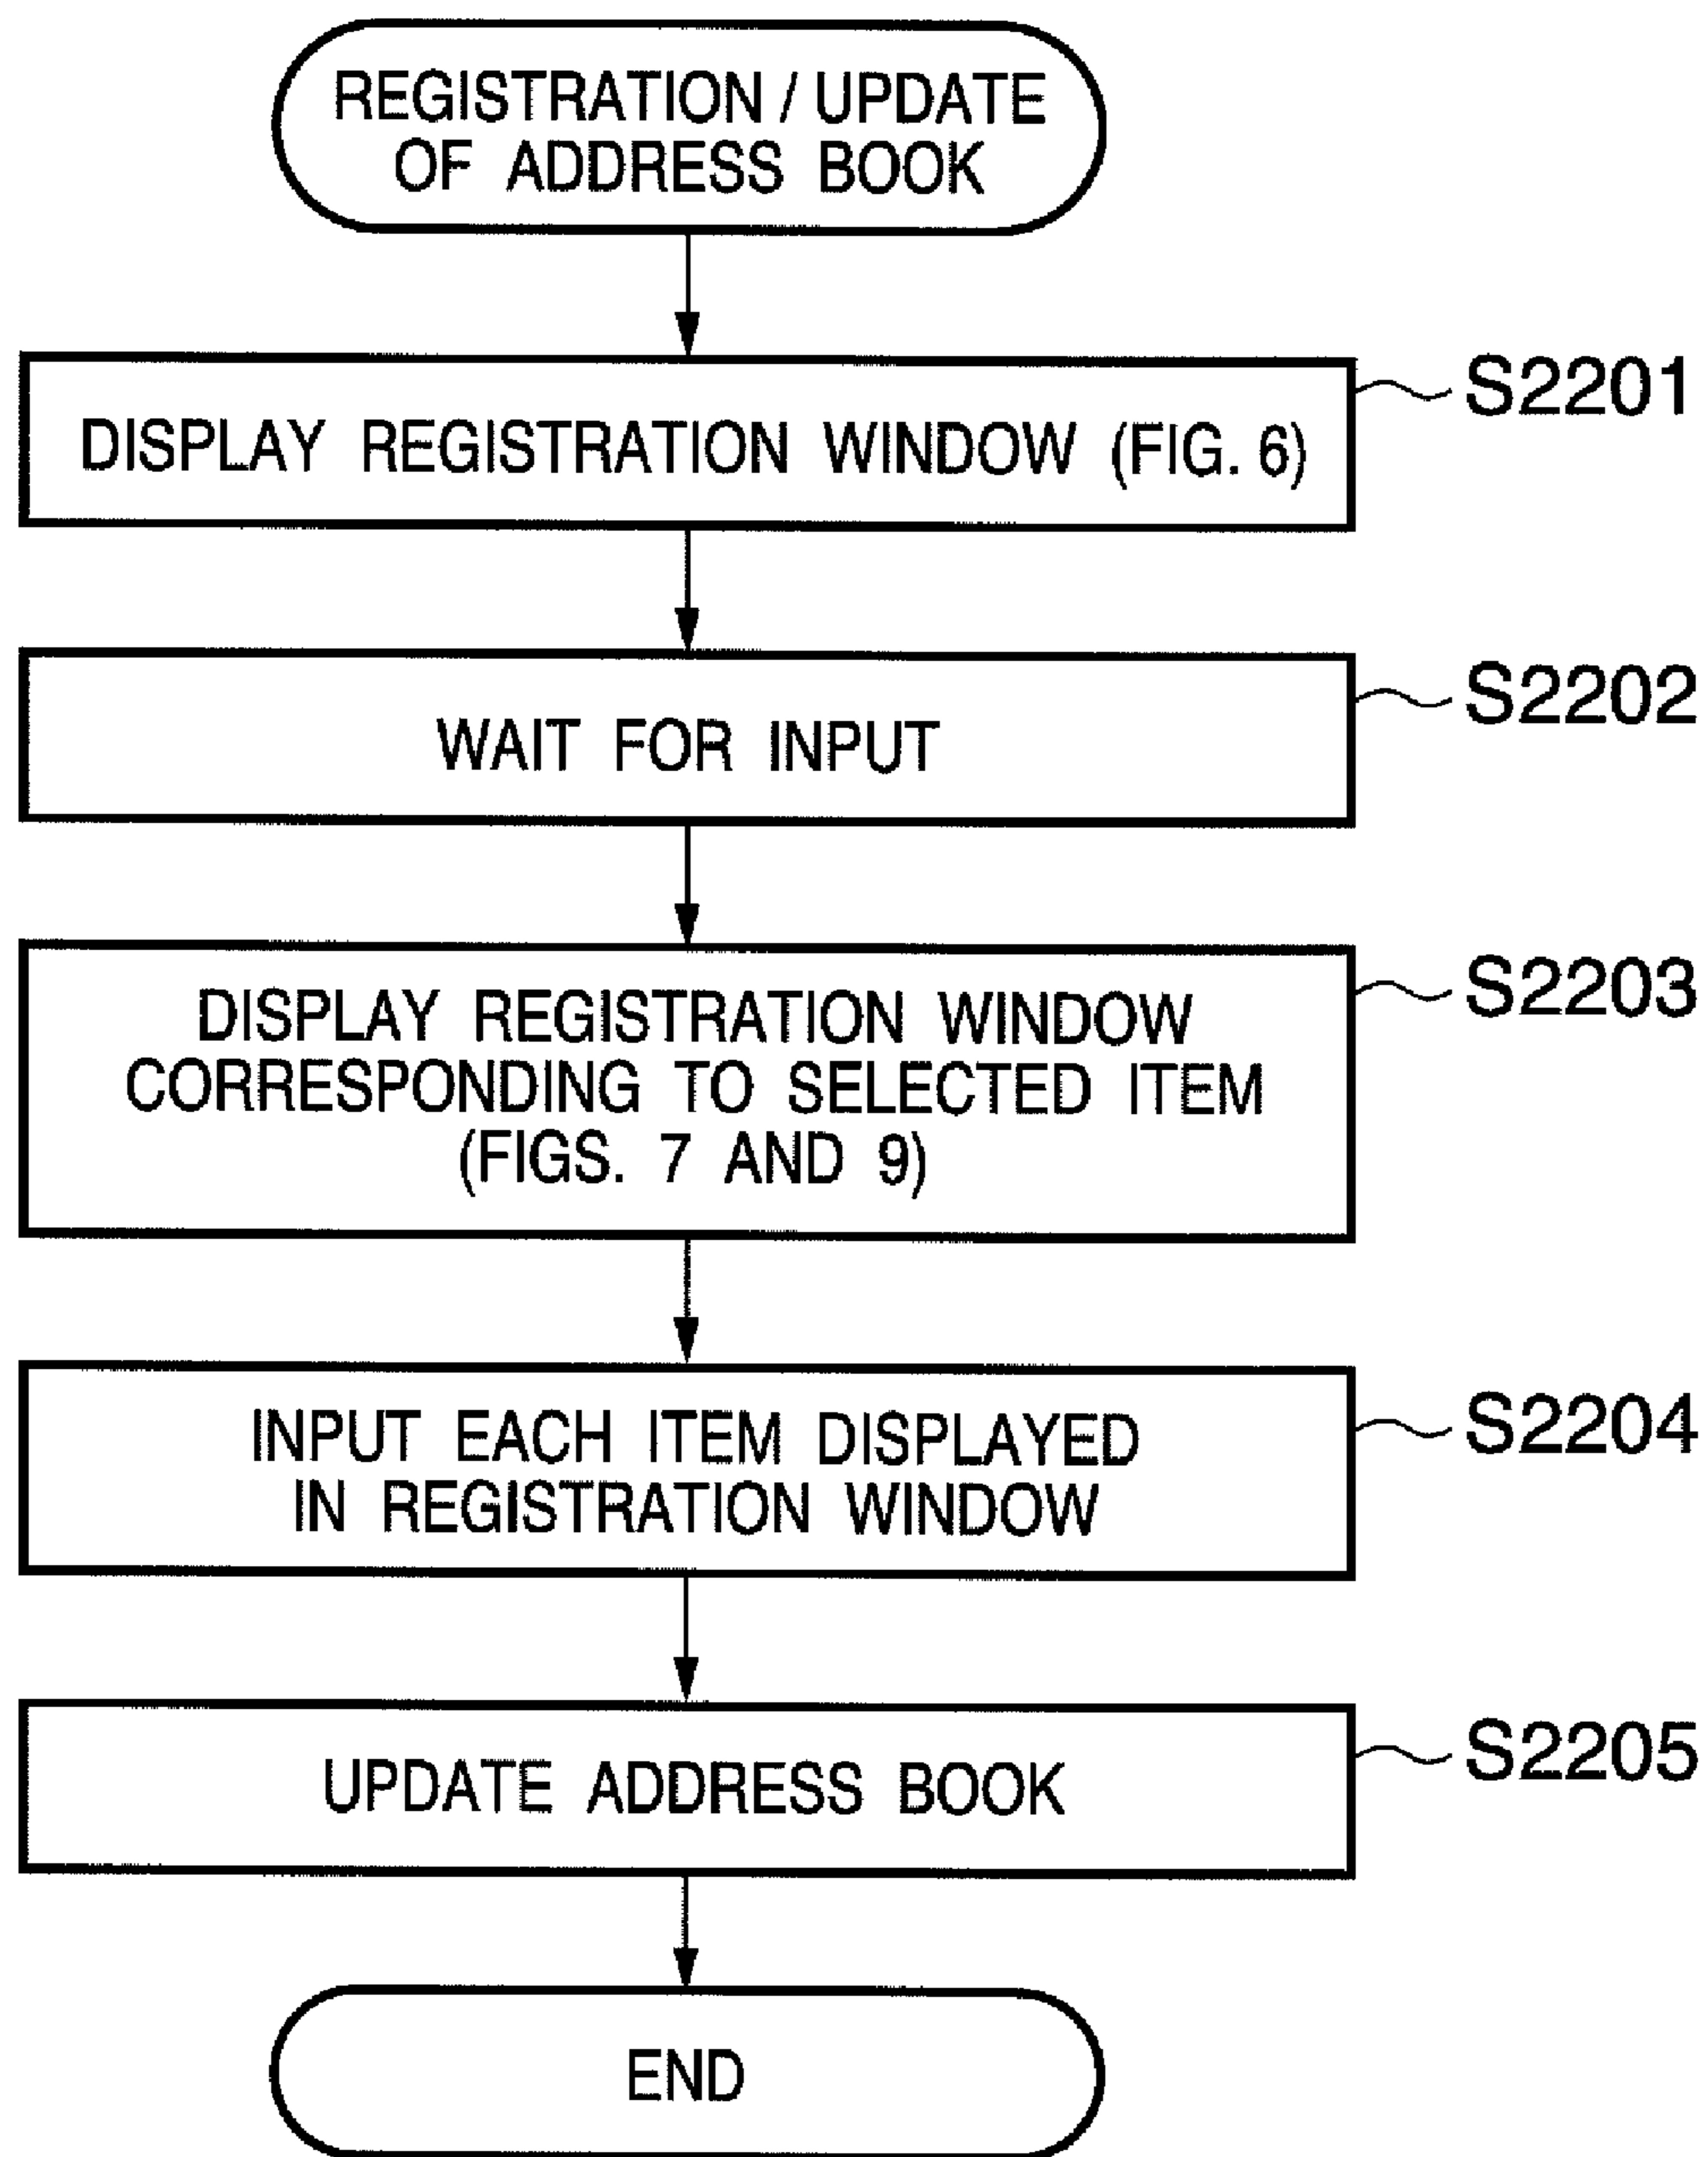 REGISTRATION / UPDATE
OF ADDRESS BOOK
S2201
DISPLAY REGISTRATION WINDOW (FIG. 6)
S2202
WAIT FOR INPUT
S2203
DISPLAY REGISTRATION WINDOW
CORRESPONDING TO SELECTED ITEM
(FIGS. 7 AND 9)
S2204
INPUT EACH ITEM DISPLAYED
IN REGISTRATION WINDOW
S2205
UPDATE ADDRESS BOOK
END